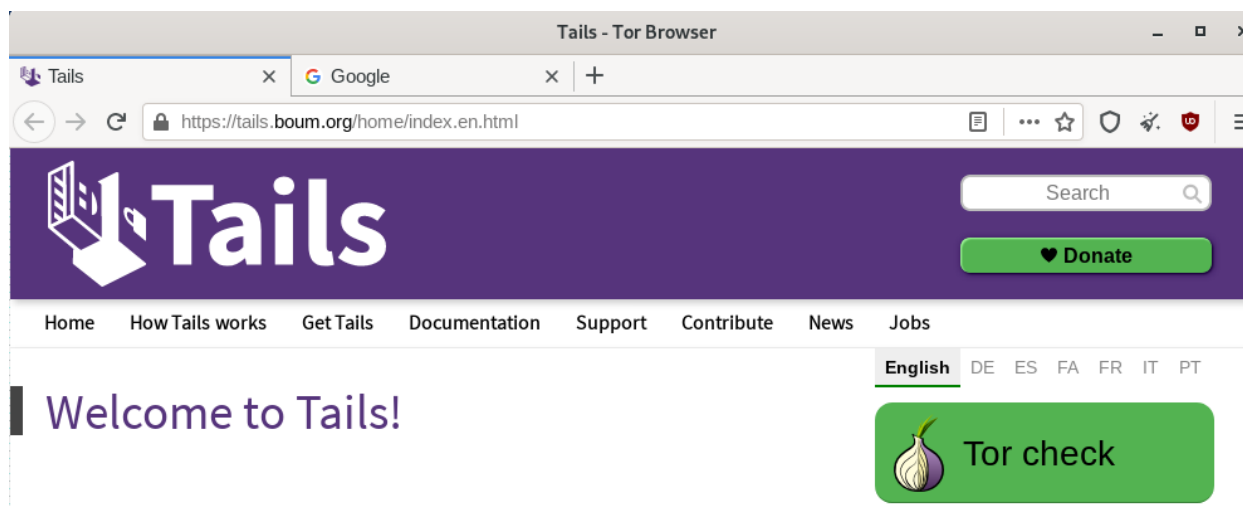 Tails - Tor Browser
Tails Google
https://tails.boum.org/home/index.en.html
Tails
Search
Donate
Home How Tails works Get Tails Documentation Support Contribute News Jobs
English DE ES FA FR IT PT
Welcome to Tails!
Tor check